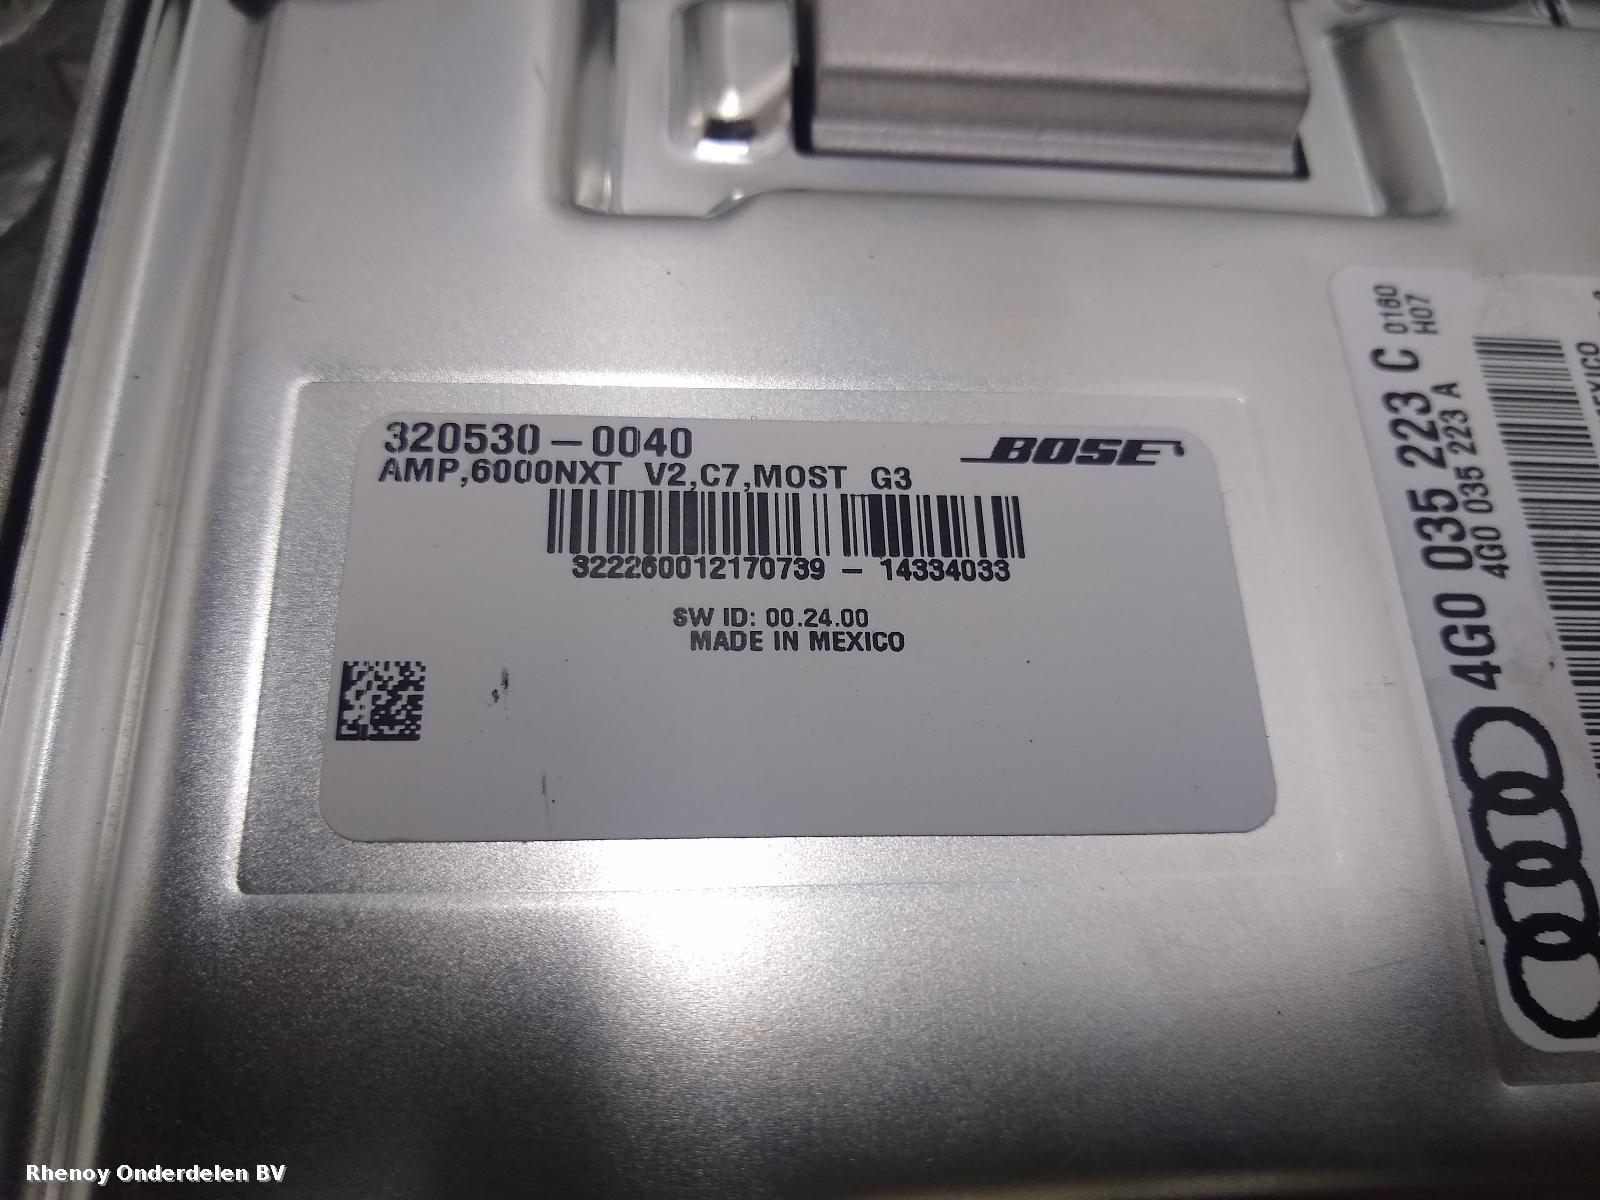 320530-0040
BOSE
AMP,6000NXT V2,C7,MOST G3
322260012170739 - 14334033
SW ID: 00.24.00
MADE IN MEXICO
4G0 035 223 C
0160
H07
4G0 035 223 A
Rhenoy Onderdelen BV